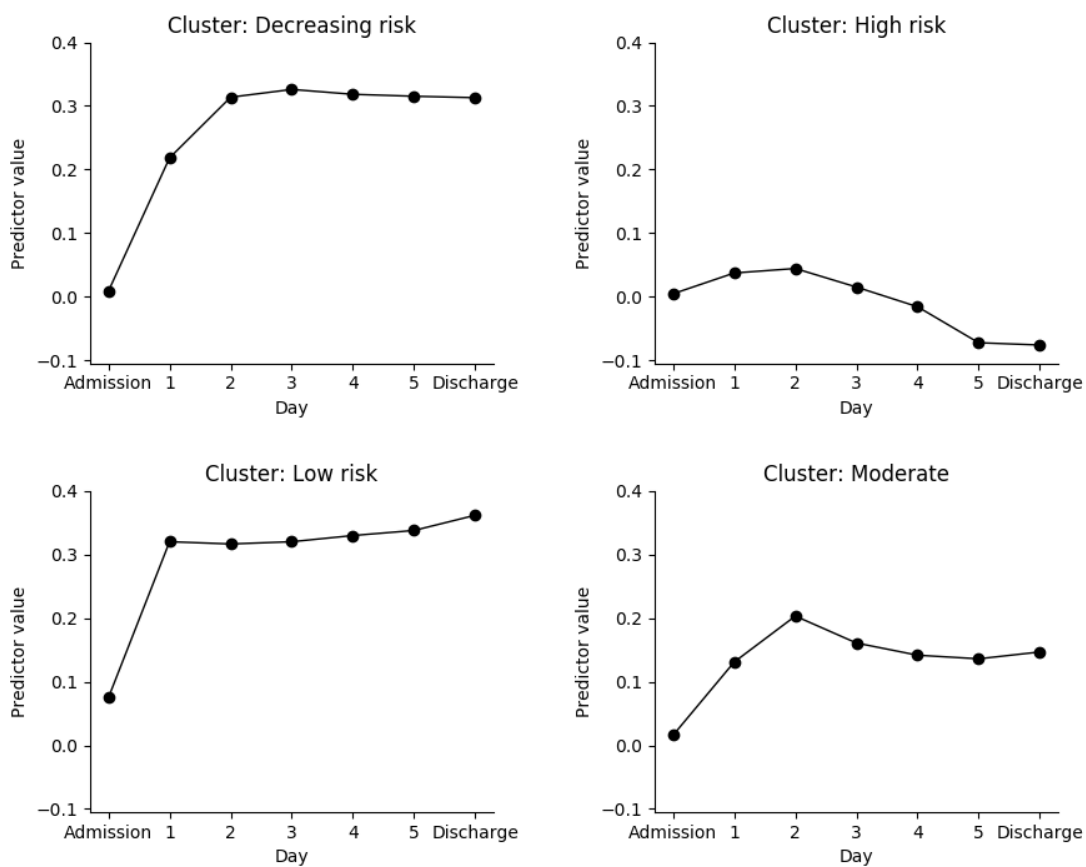 Cluster: Decreasing risk
0.4
0.3
0.2
0.1
0.0
−0.1
Predictor value
Admission 1 2 3 4 5 Discharge
Day
Cluster: High risk
0.4
0.3
0.2
0.1
0.0
−0.1
Predictor value
Admission 1 2 3 4 5 Discharge
Day
Cluster: Low risk
0.4
0.3
0.2
0.1
0.0
−0.1
Predictor value
Admission 1 2 3 4 5 Discharge
Day
Cluster: Moderate
0.4
0.3
0.2
0.1
0.0
−0.1
Predictor value
Admission 1 2 3 4 5 Discharge
Day